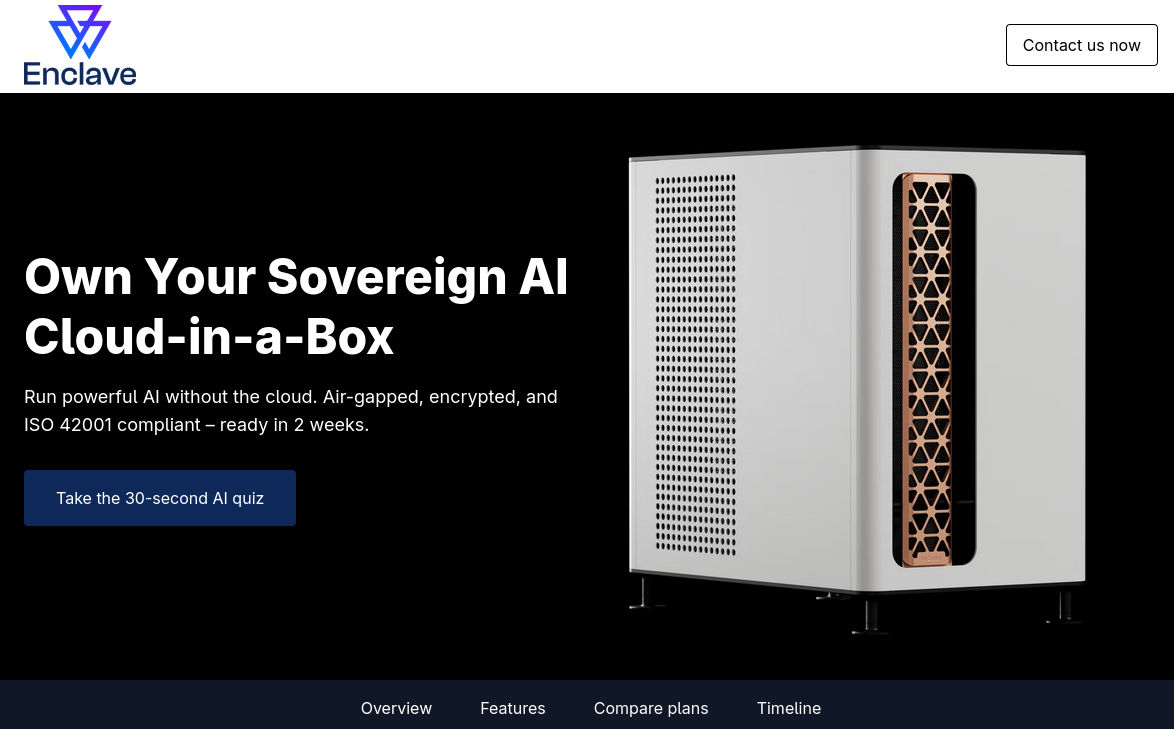 Enclave
Contact us now
Own Your Sovereign AI
Cloud-in-a-Box
Run powerful AI without the cloud. Air-gapped, encrypted, and
ISO 42001 compliant – ready in 2 weeks.
Take the 30-second AI quiz
Overview
Features
Compare plans
Timeline